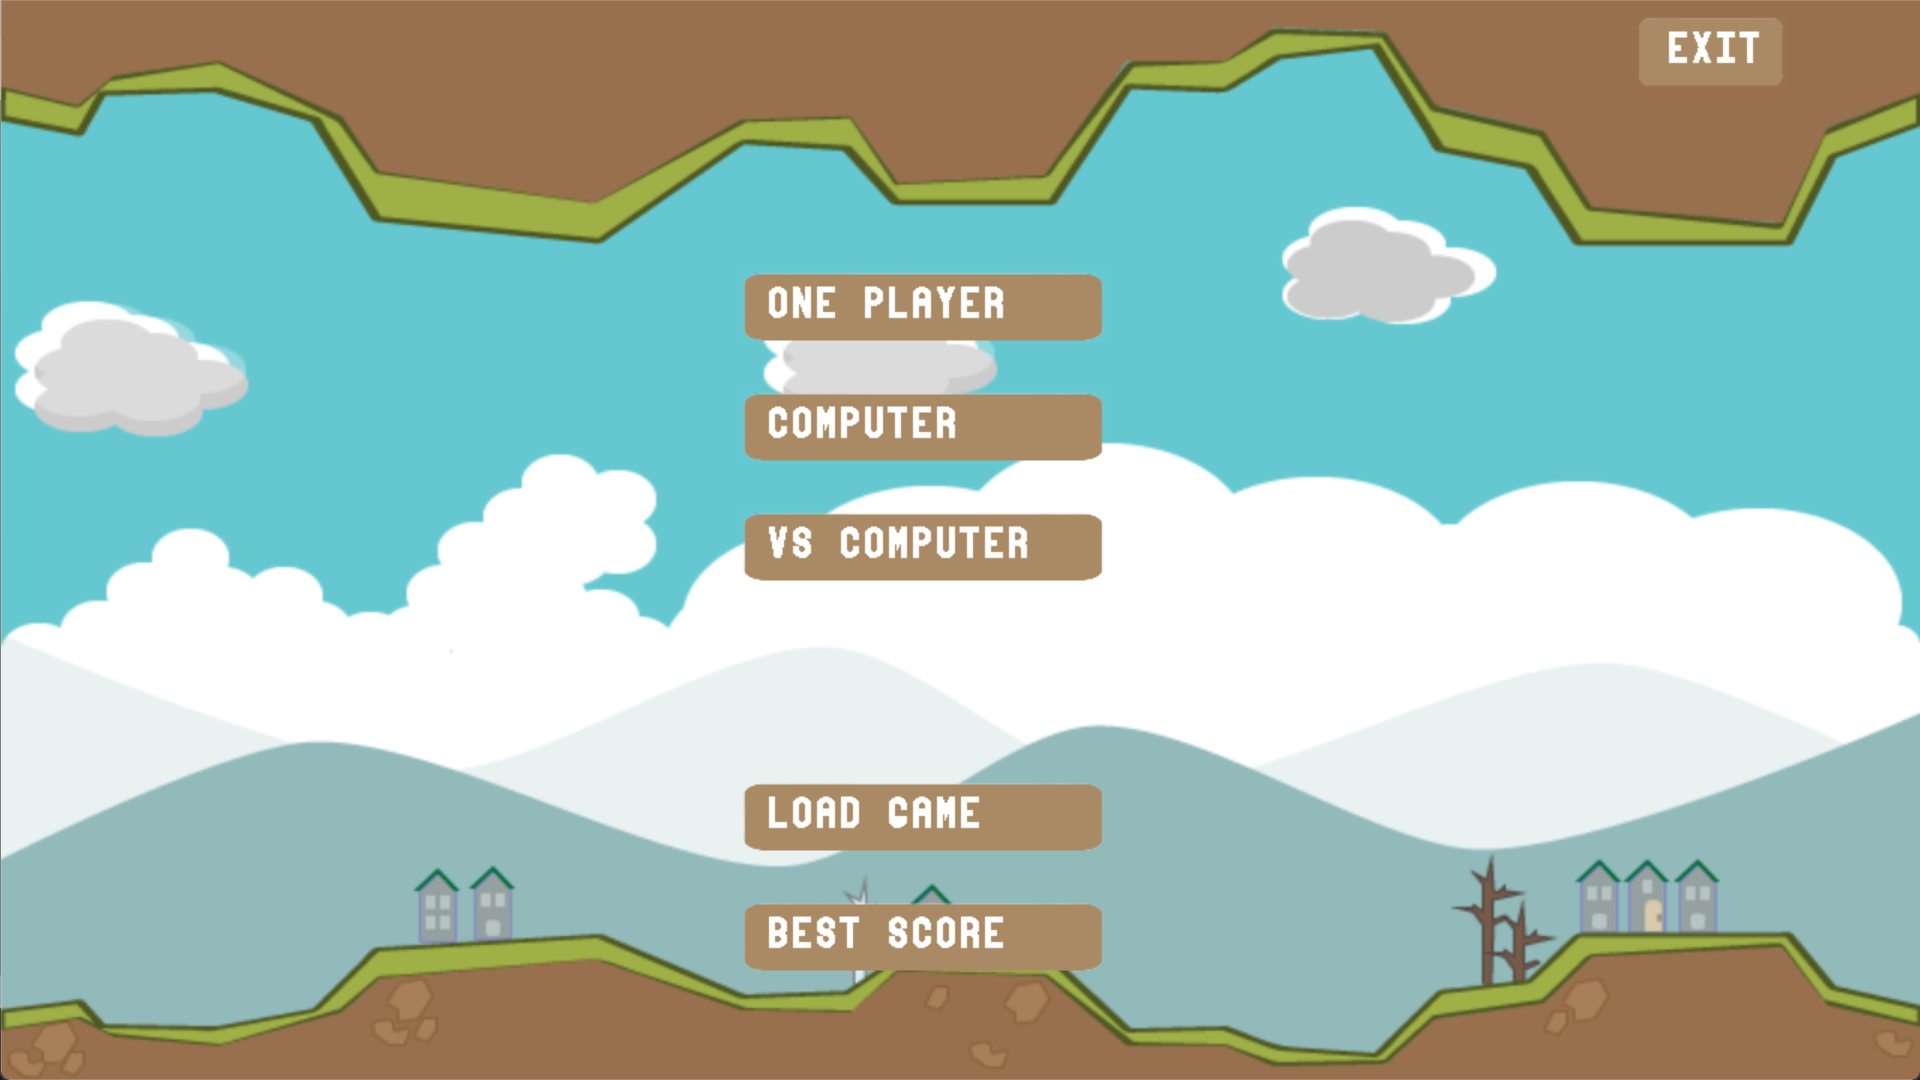 EXIT
ONE PLAYER
COMPUTER
VS COMPUTER
LOAD GAME
BEST SCORE